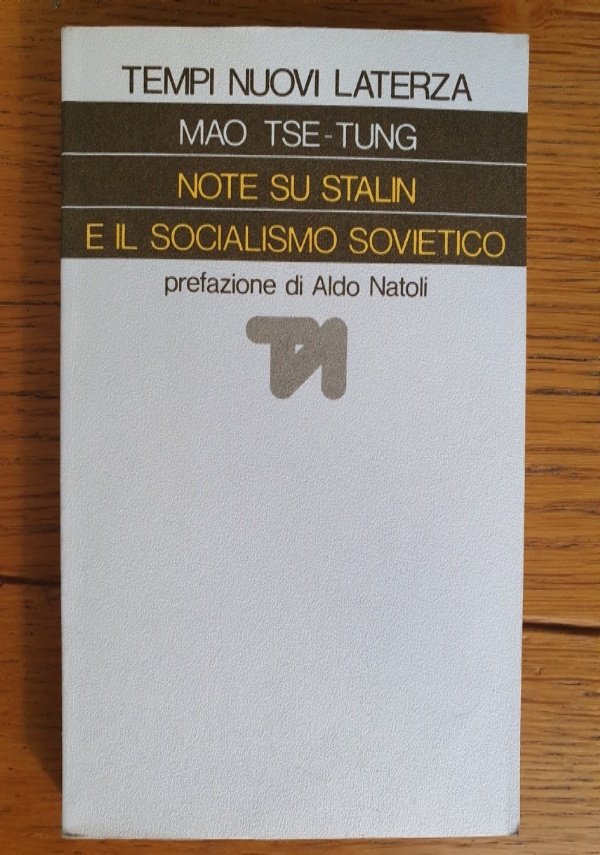 TEMPI NUOVI LATERZA
MAO TSE-TUNG
NOTE SU STALIN
E IL SOCIALISMO SOVIETICO
prefazione di Aldo Natoli